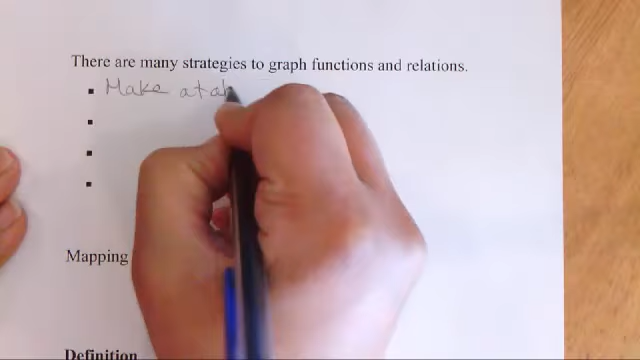 There are many strategies to graph functions and relations.
▪ Make a tab
▪
▪
▪
Mapping
Definition